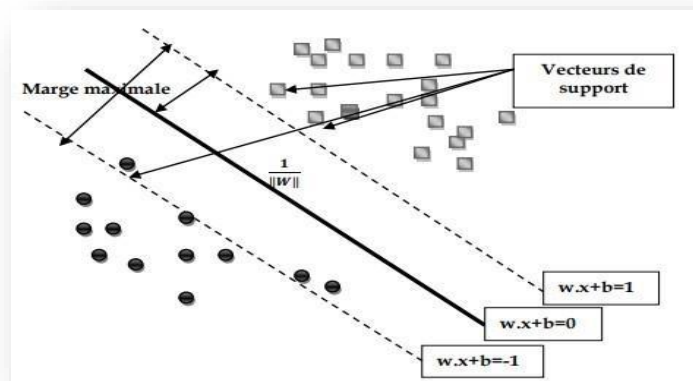 Marge maximale
Vecteurs de
support
1
‖W‖
w.x+b=1
w.x+b=0
w.x+b=-1